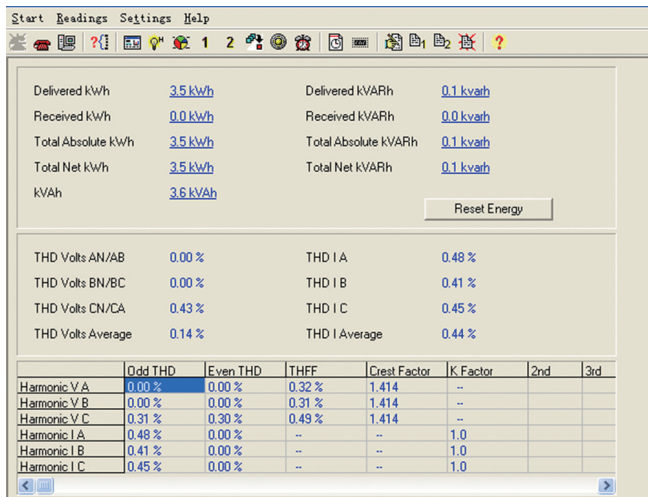 Start Readings Settings Help
?{} H 1 2 1 2 ?
Delivered kWh 3.5 kWh Delivered kVARh 0.1 kvarh
Received kWh 0.0 kWh Received kVARh 0.0 kvarh
Total Absolute kWh 3.5 kWh Total Absolute kVARh 0.1 kvarh
Total Net kWh 3.5 kWh Total Net kVARh 0.1 kvarh
kVAh 3.6 kVAh
Reset Energy
THD Volts AN/AB 0.00 % THD I A 0.48 %
THD Volts BN/BC 0.00 % THD I B 0.41 %
THD Volts CN/CA 0.43 % THD I C 0.45 %
THD Volts Average 0.14 % THD I Average 0.44 %
Odd THD Even THD THFF Crest Factor K Factor 2nd 3rd
Harmonic V A 0.00 % 0.00 % 0.32 % 1.414 --
Harmonic V B 0.00 % 0.00 % 0.31 % 1.414 --
Harmonic V C 0.31 % 0.30 % 0.49 % 1.414 --
Harmonic I A 0.48 % 0.00 % -- -- 1.0
Harmonic I B 0.41 % 0.00 % -- -- 1.0
Harmonic I C 0.45 % 0.00 % -- -- 1.0